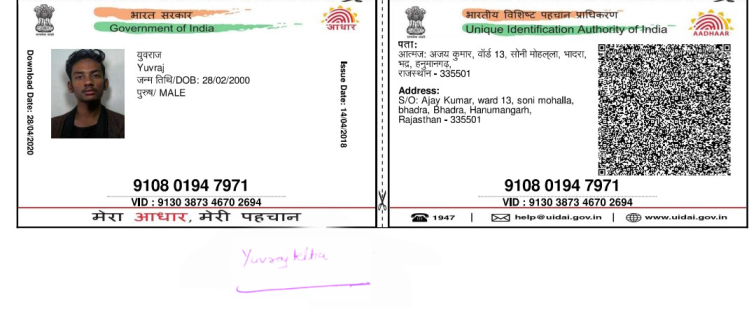 भारत सरकार
Government of India
आधार
Download Date: 28/04/2020
युवराज
Yuvraj
जन्म तिथि/DOB: 28/02/2000
पुरुष/ MALE
Issue Date: 14/04/2018
9108 0194 7971
VID : 9130 3873 4670 2694
मेरा आधार, मेरी पहचान
भारतीय विशिष्ट पहचान प्राधिकरण
Unique Identification Authority of India
AADHAAR
पता:
आत्मज: अजय कुमार, वॉर्ड 13, सोनी मोहल्ला, भादरा,
भद्र, हनुमानगढ़,
राजस्थान - 335501
Address:
S/O: Ajay Kumar, ward 13, soni mohalla,
bhadra, Bhadra, Hanumangarh,
Rajasthan - 335501
9108 0194 7971
VID : 9130 3873 4670 2694
1947 | help@uidai.gov.in | www.uidai.gov.in